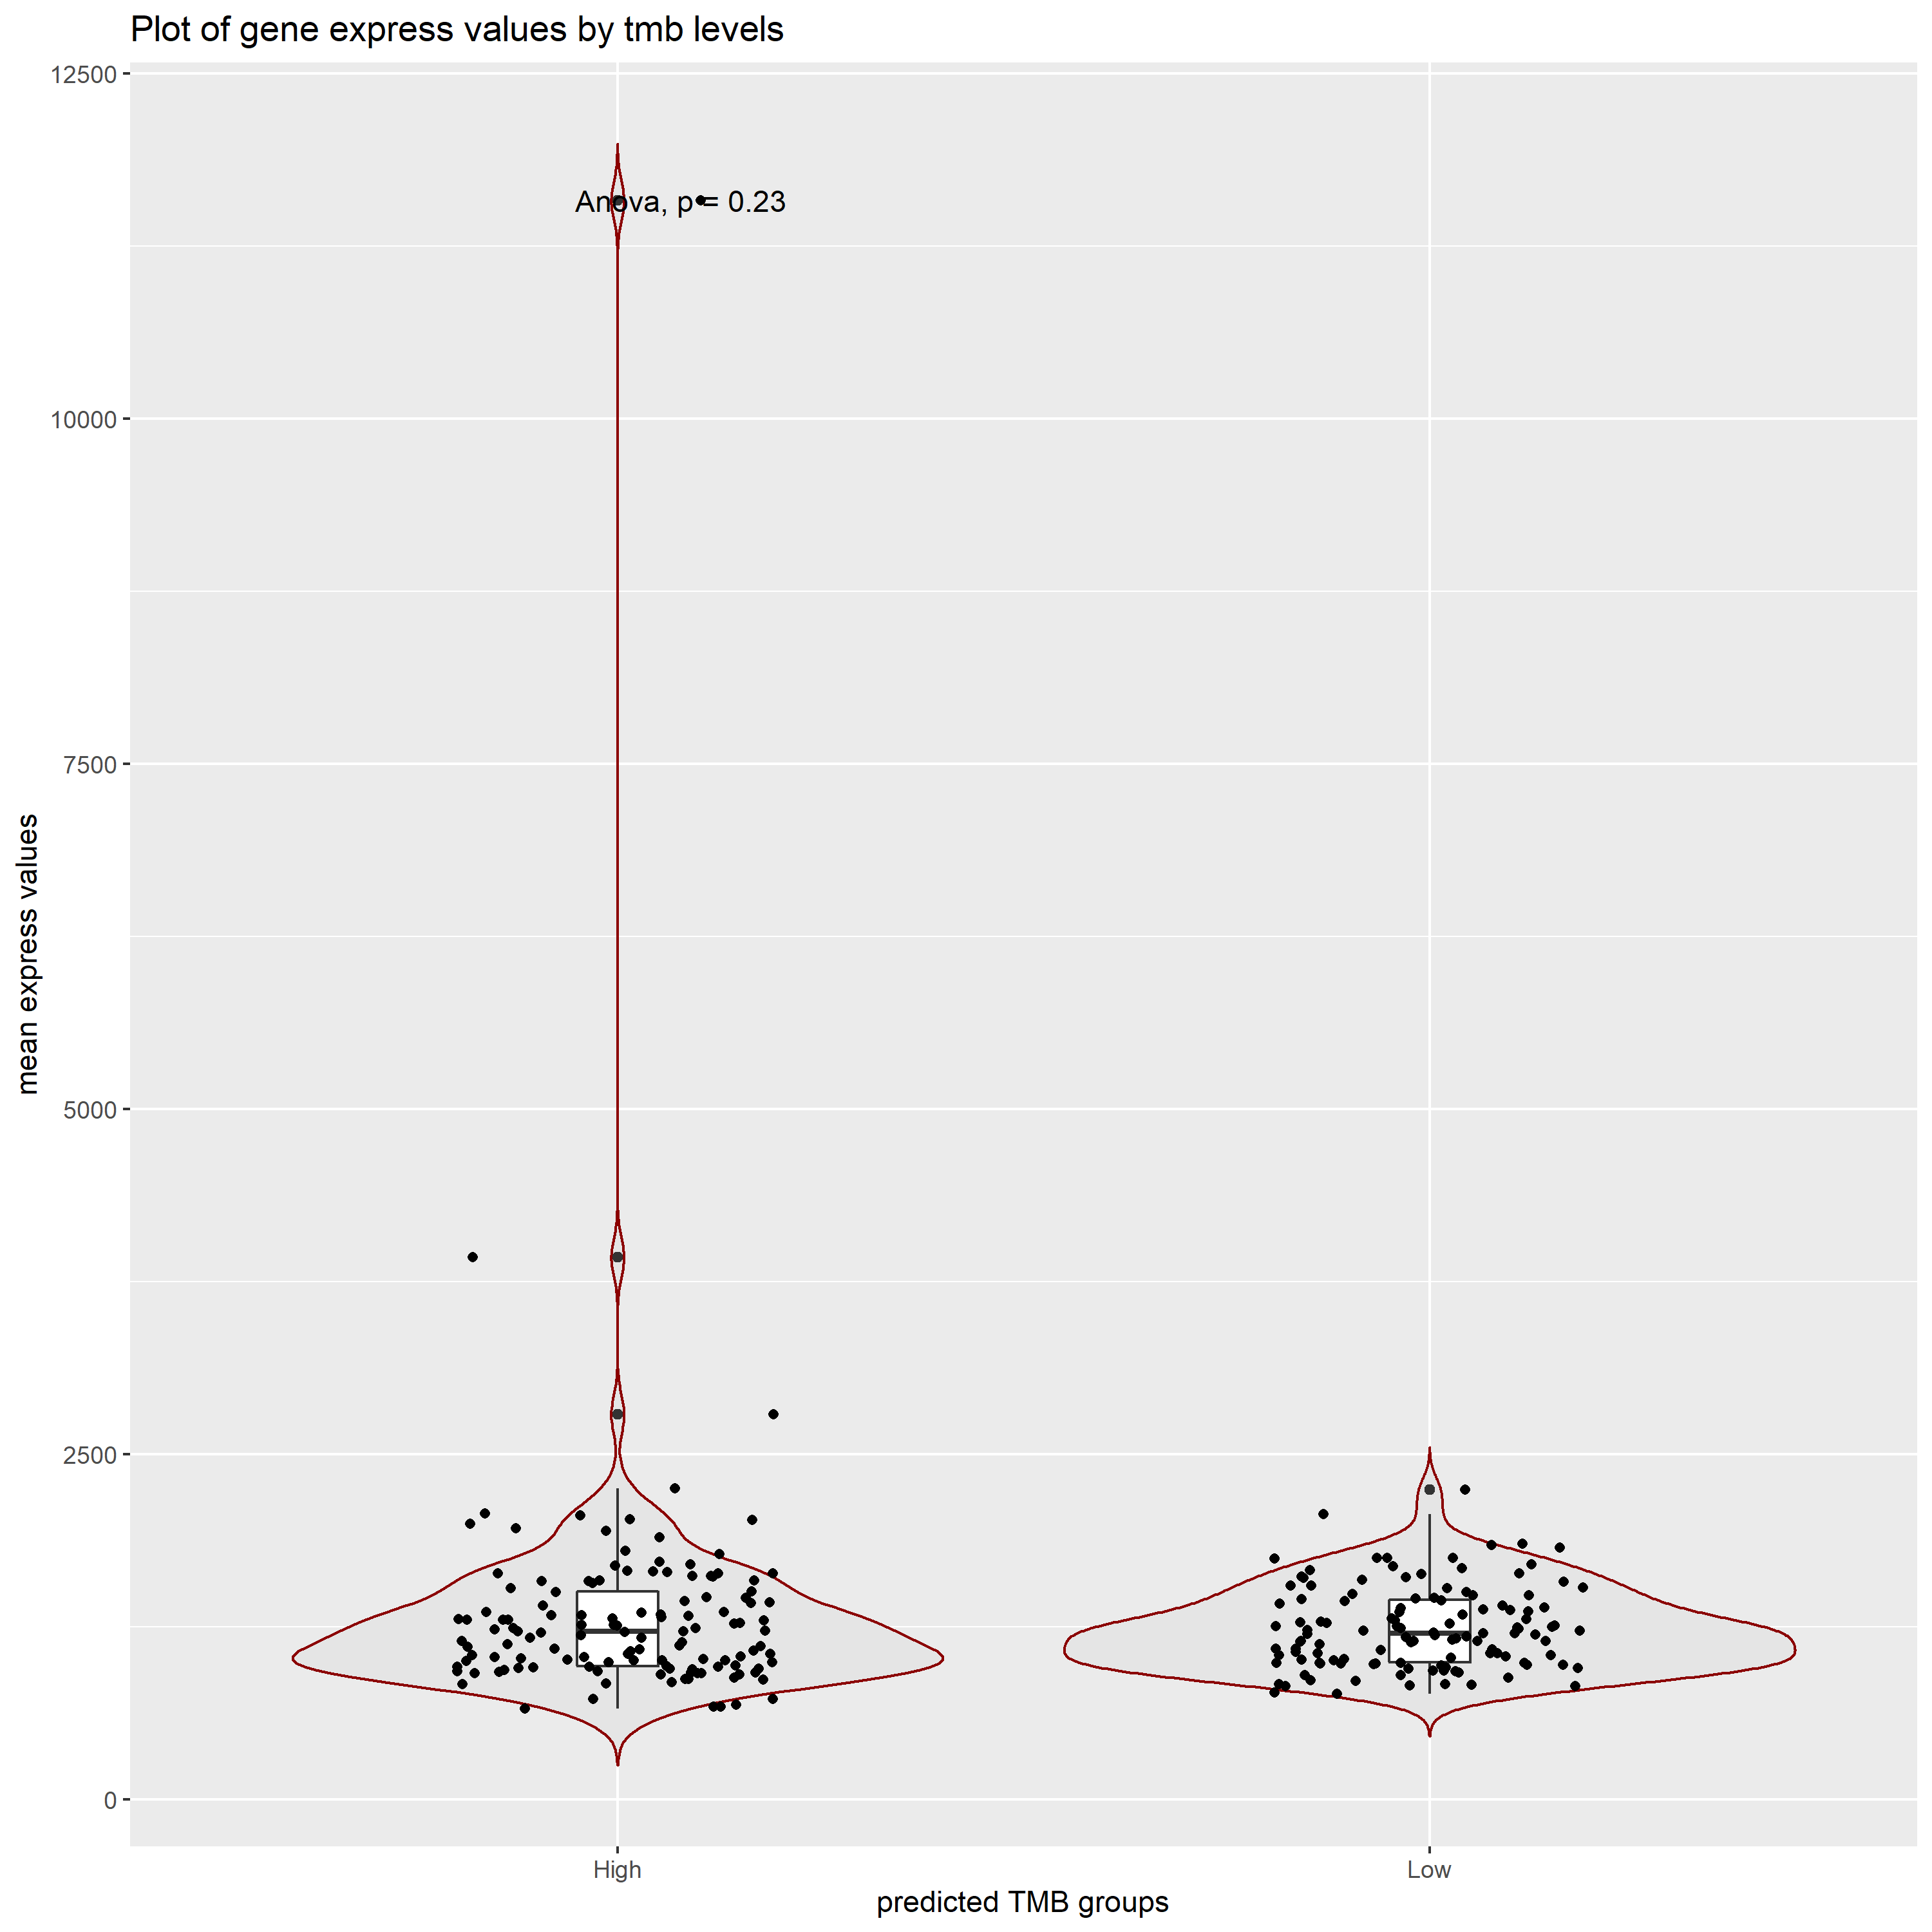 Plot of gene express values by tmb levels
12500
Anova, p = 0.23
10000
7500
mean express values
5000
2500
0
High
Low
predicted TMB groups